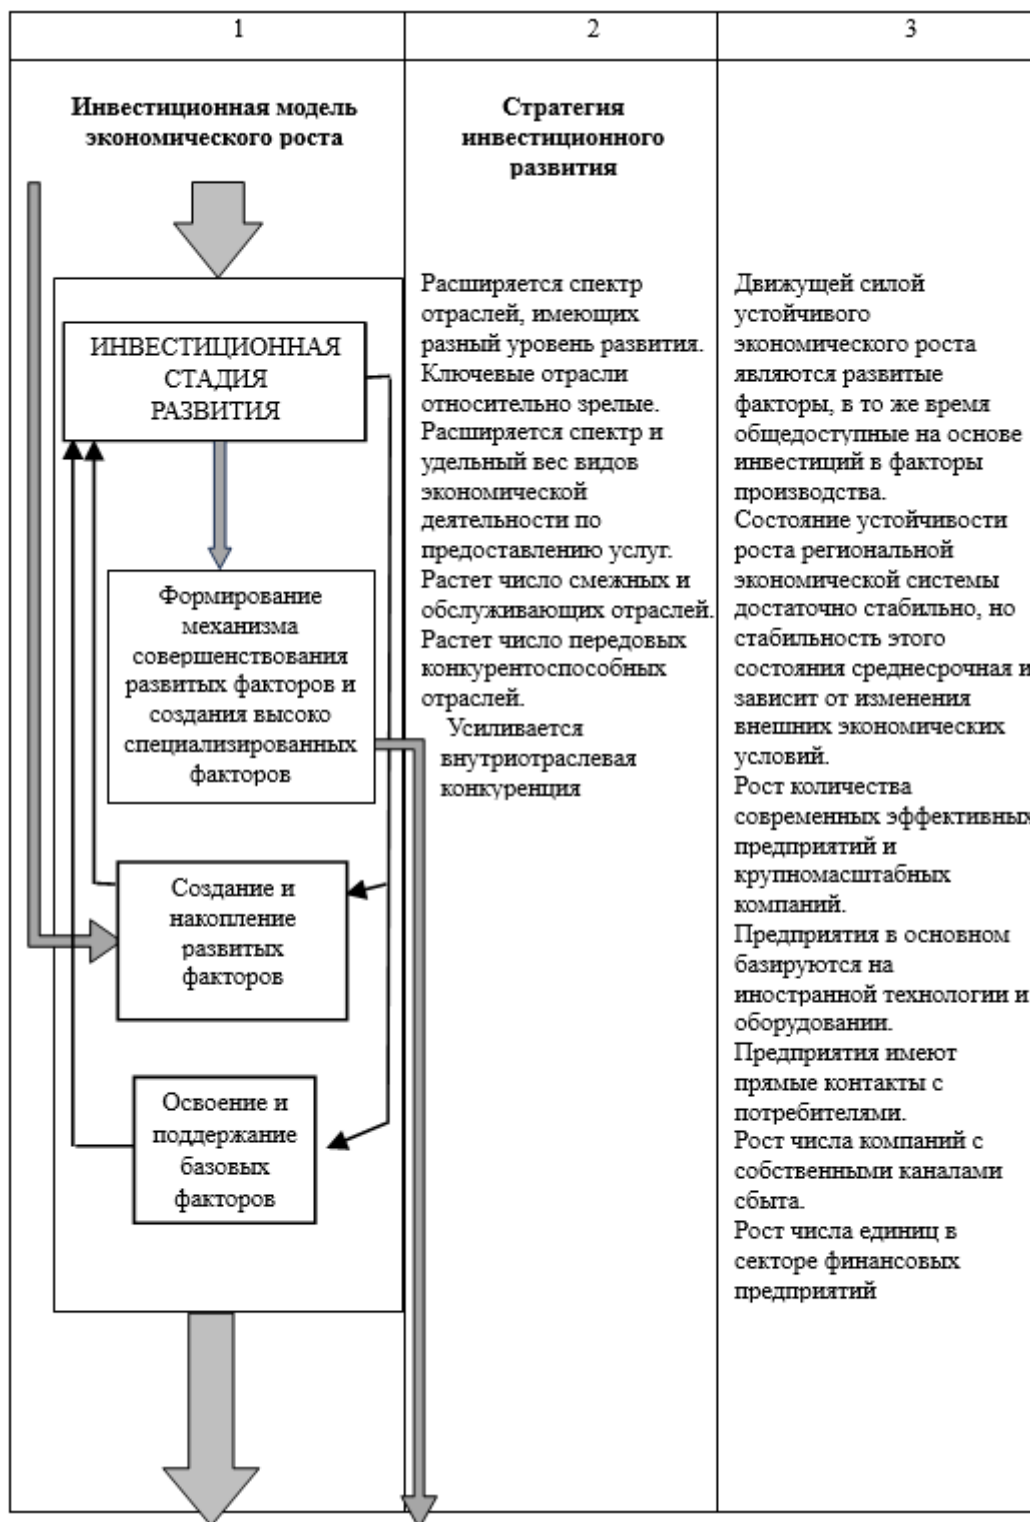 1
2
3
Инвестиционная модель
экономического роста
ИНВЕСТИЦИОННАЯ
СТАДИЯ
РАЗВИТИЯ
Формирование
механизма
совершенствования
развитых факторов и
создания высоко
специализированных
факторов
Создание и
накопление
развитых
факторов
Освоение и
поддержание
базовых
факторов
Стратегия
инвестиционного
развития
Расширяется спектр
отраслей, имеющих
разный уровень развития.
Ключевые отрасли
относительно зрелые.
Расширяется спектр и
удельный вес видов
экономической
деятельности по
предоставлению услуг.
Растет число смежных и
обслуживающих отраслей.
Растет число передовых
конкурентоспособных
отраслей.
Усиливается
внутриотраслевая
конкуренция
Движущей силой
устойчивого
экономического роста
являются развитые
факторы, в то же время
общедоступные на основе
инвестиций в факторы
производства.
Состояние устойчивости
роста региональной
экономической системы
достаточно стабильно, но
стабильность этого
состояния среднесрочная и
зависит от изменения
внешних экономических
условий.
Рост количества
современных эффективных
предприятий и
крупномасштабных
компаний.
Предприятия в основном
базируются на
иностранной технологии и
оборудовании.
Предприятия имеют
прямые контакты с
потребителями.
Рост числа компаний с
собственными каналами
сбыта.
Рост числа единиц в
секторе финансовых
предприятий